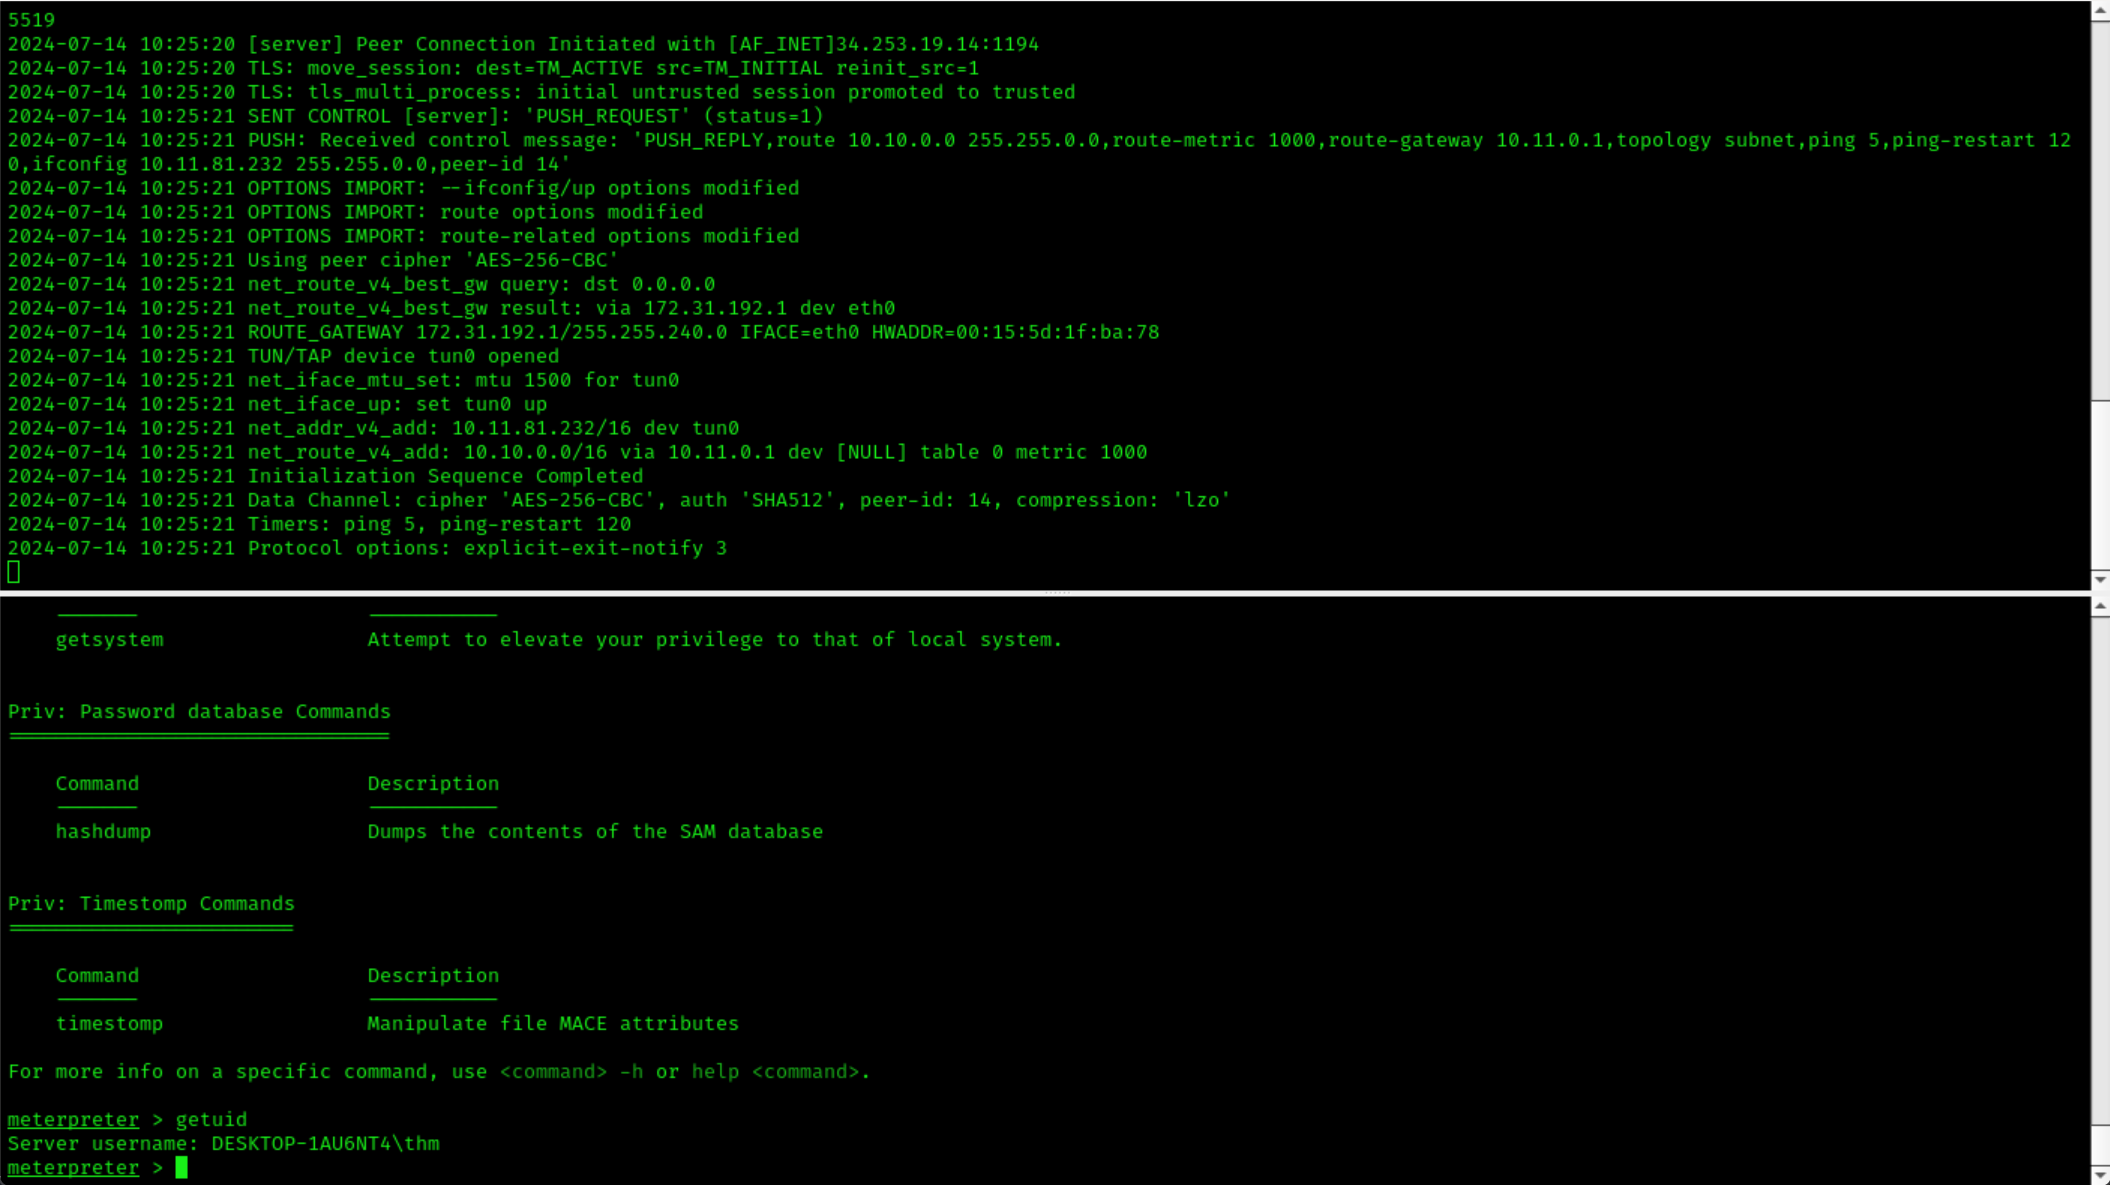 5519
2024-07-14 10:25:20 [server] Peer Connection Initiated with [AF_INET]34.253.19.14:1194
2024-07-14 10:25:20 TLS: move_session: dest=TM_ACTIVE src=TM_INITIAL reinit_src=1
2024-07-14 10:25:20 TLS: tls_multi_process: initial untrusted session promoted to trusted
2024-07-14 10:25:21 SENT CONTROL [server]: 'PUSH_REQUEST' (status=1)
2024-07-14 10:25:21 PUSH: Received control message: 'PUSH_REPLY,route 10.10.0.0 255.255.0.0,route-metric 1000,route-gateway 10.11.0.1,topology subnet,ping 5,ping-restart 12
0,ifconfig 10.11.81.232 255.255.0.0,peer-id 14'
2024-07-14 10:25:21 OPTIONS IMPORT: --ifconfig/up options modified
2024-07-14 10:25:21 OPTIONS IMPORT: route options modified
2024-07-14 10:25:21 OPTIONS IMPORT: route-related options modified
2024-07-14 10:25:21 Using peer cipher 'AES-256-CBC'
2024-07-14 10:25:21 net_route_v4_best_gw query: dst 0.0.0.0
2024-07-14 10:25:21 net_route_v4_best_gw result: via 172.31.192.1 dev eth0
2024-07-14 10:25:21 ROUTE_GATEWAY 172.31.192.1/255.255.240.0 IFACE=eth0 HWADDR=00:15:5d:1f:ba:78
2024-07-14 10:25:21 TUN/TAP device tun0 opened
2024-07-14 10:25:21 net_iface_mtu_set: mtu 1500 for tun0
2024-07-14 10:25:21 net_iface_up: set tun0 up
2024-07-14 10:25:21 net_addr_v4_add: 10.11.81.232/16 dev tun0
2024-07-14 10:25:21 net_route_v4_add: 10.10.0.0/16 via 10.11.0.1 dev [NULL] table 0 metric 1000
2024-07-14 10:25:21 Initialization Sequence Completed
2024-07-14 10:25:21 Data Channel: cipher 'AES-256-CBC', auth 'SHA512', peer-id: 14, compression: 'lzo'
2024-07-14 10:25:21 Timers: ping 5, ping-restart 120
2024-07-14 10:25:21 Protocol options: explicit-exit-notify 3
------- -----------
getsystem Attempt to elevate your privilege to that of local system.
Priv: Password database Commands
================================
Command Description
------- -----------
hashdump Dumps the contents of the SAM database
Priv: Timestomp Commands
========================
Command Description
------- -----------
timestomp Manipulate file MACE attributes
For more info on a specific command, use <command> -h or help <command>.
meterpreter > getuid
Server username: DESKTOP-1AU6NT4\thm
meterpreter >